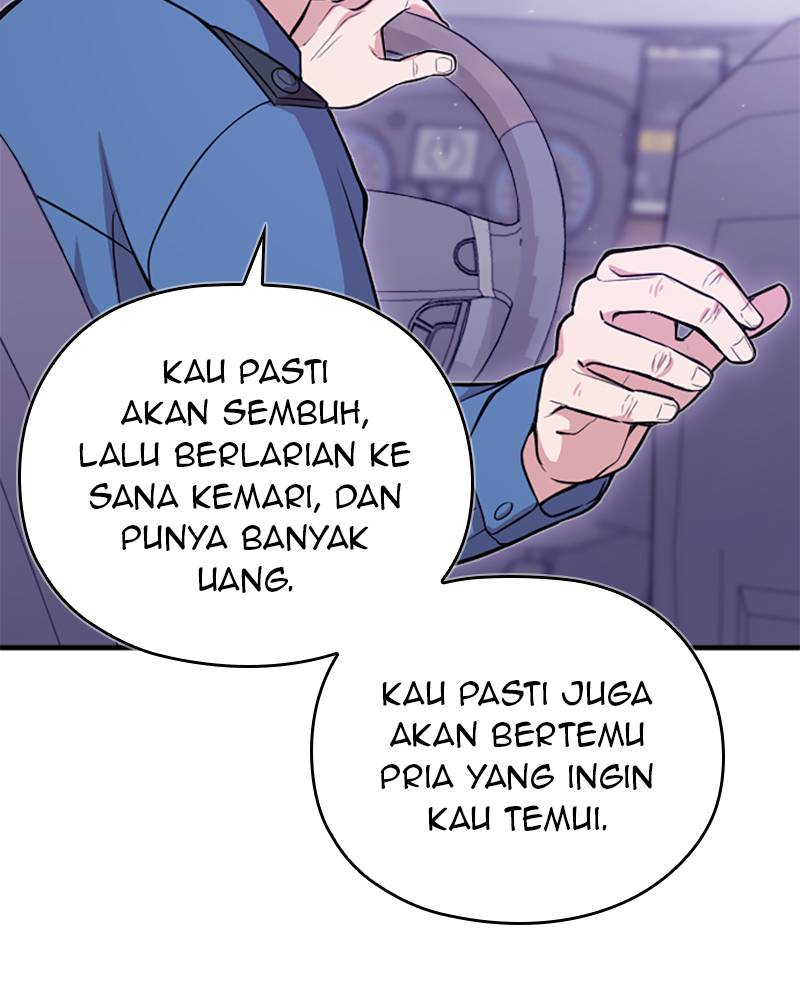 KAU PASTI
AKAN SEMBUH,
LALU BERLARIAN KE
SANA KEMARI, DAN
PUNYA BANYAK
UANG.
KAU PASTI JUGA
AKAN BERTEMU
PRIA YANG INGIN
KAU TEMUI.